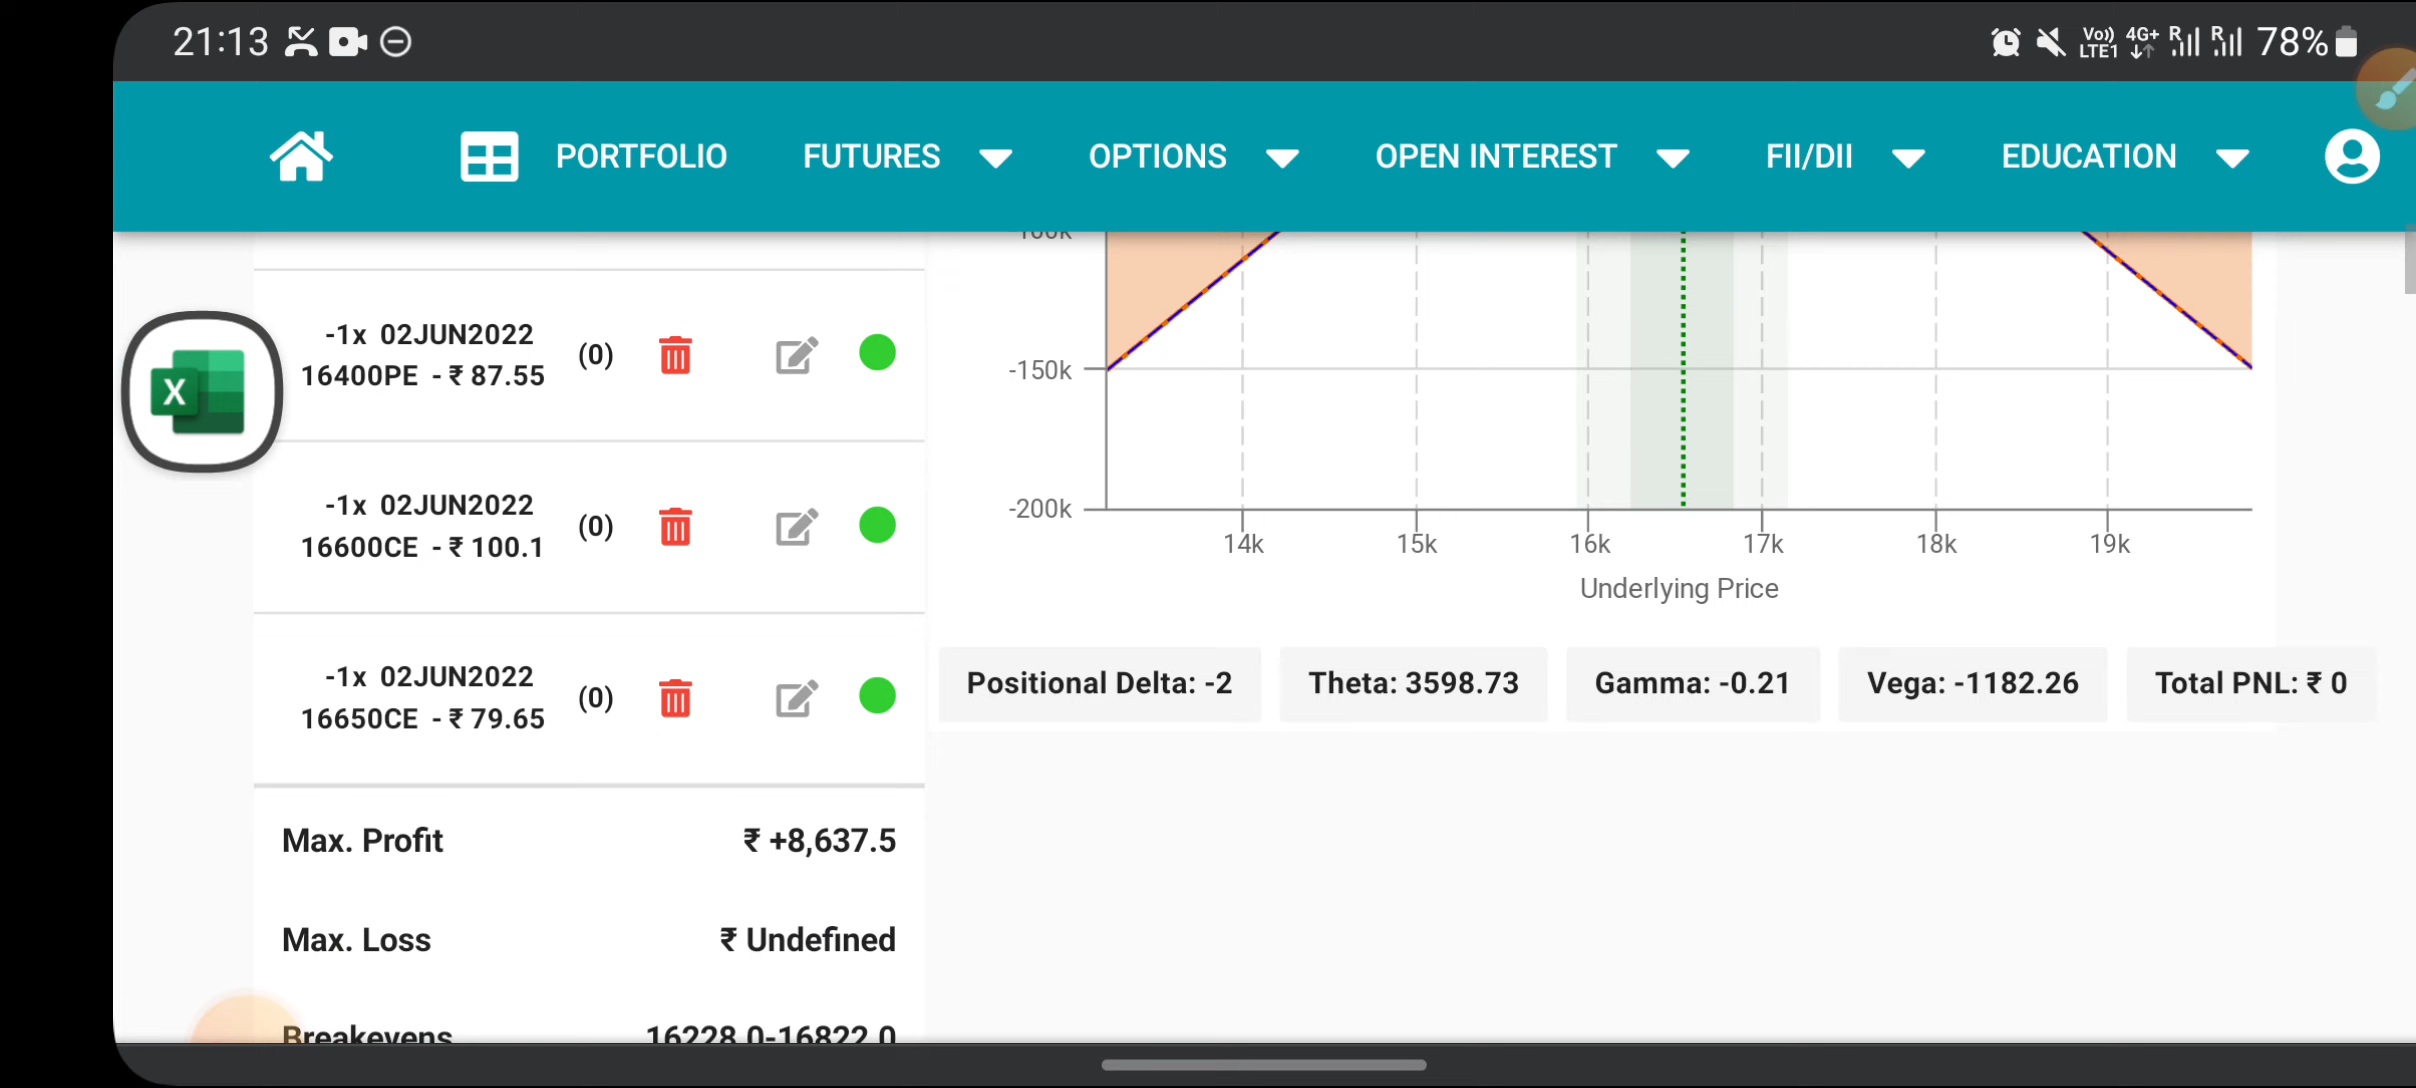 21:13
Vo)) LTE1 4G+ R R 78%
PORTFOLIO FUTURES OPTIONS OPEN INTEREST FII/DII EDUCATION
-1x 02JUN2022
16400PE - ₹ 87.55 (0)
-1x 02JUN2022
16600CE - ₹ 100.1 (0)
-1x 02JUN2022
16650CE - ₹ 79.65 (0)
Max. Profit ₹ +8,637.5
Max. Loss ₹ Undefined
Breakevens 16228.0-16822.0
X
-150k
-200k
14k 15k 16k 17k 18k 19k
Underlying Price
Positional Delta: -2 Theta: 3598.73 Gamma: -0.21 Vega: -1182.26 Total PNL: ₹ 0